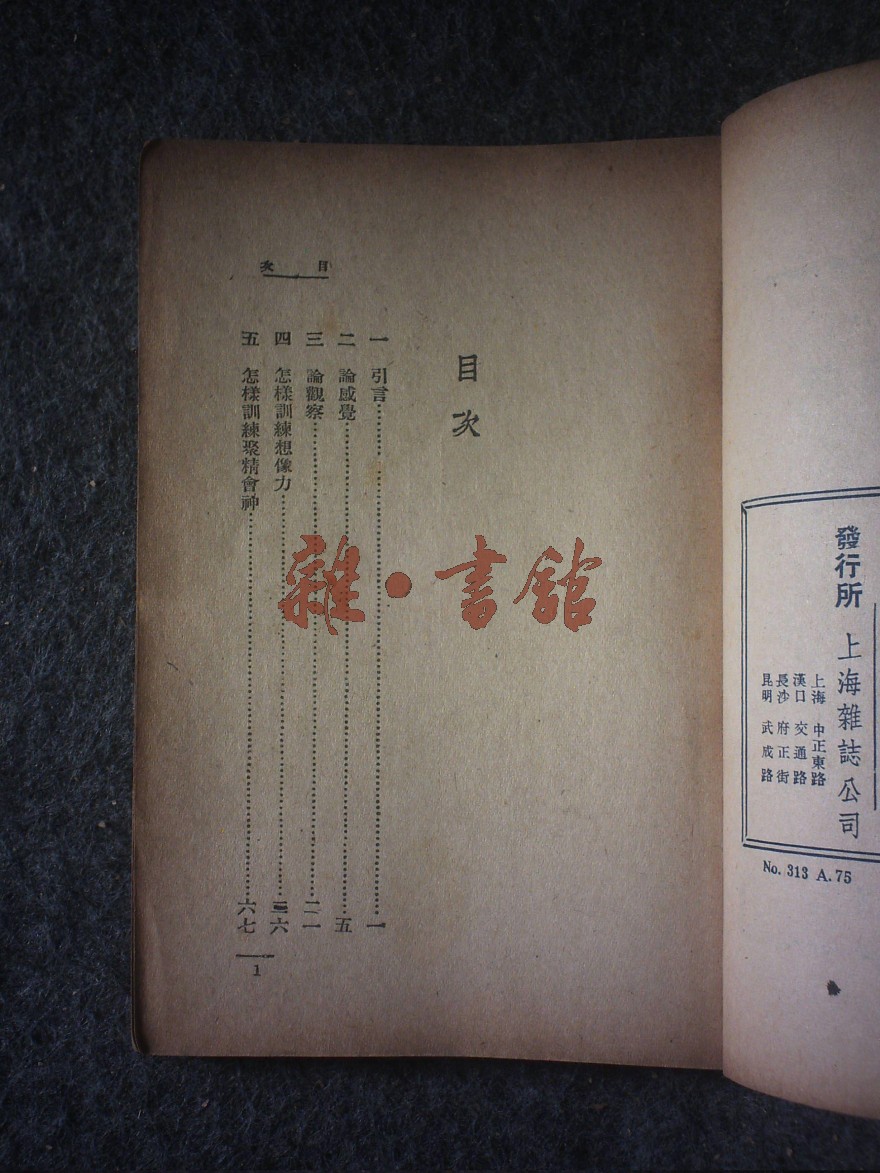 發行所 上海雜誌公司
上海 中正東路
漢口 交通路
長沙 府正街
昆明 武成路
No. 313 A. 75
目次
目次
一 引言……一
二 論感覺……五
三 論觀察……二一
四 怎樣訓練想像力……三六
五 怎樣訓練聚精會神……六七
1
雜·書館